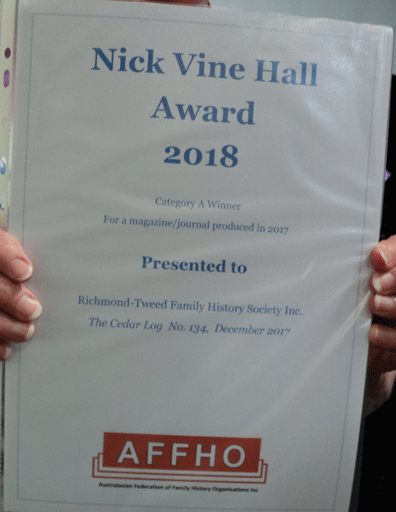 Nick Vine Hall
Award
2018
Category A Winner
For a magazine/journal produced in 2017
Presented to
Richmond-Tweed Family History Society Inc.
The Cedar Log No. 134, December 2017
AFFHO
Australasian Federation of Family History Organisations Inc